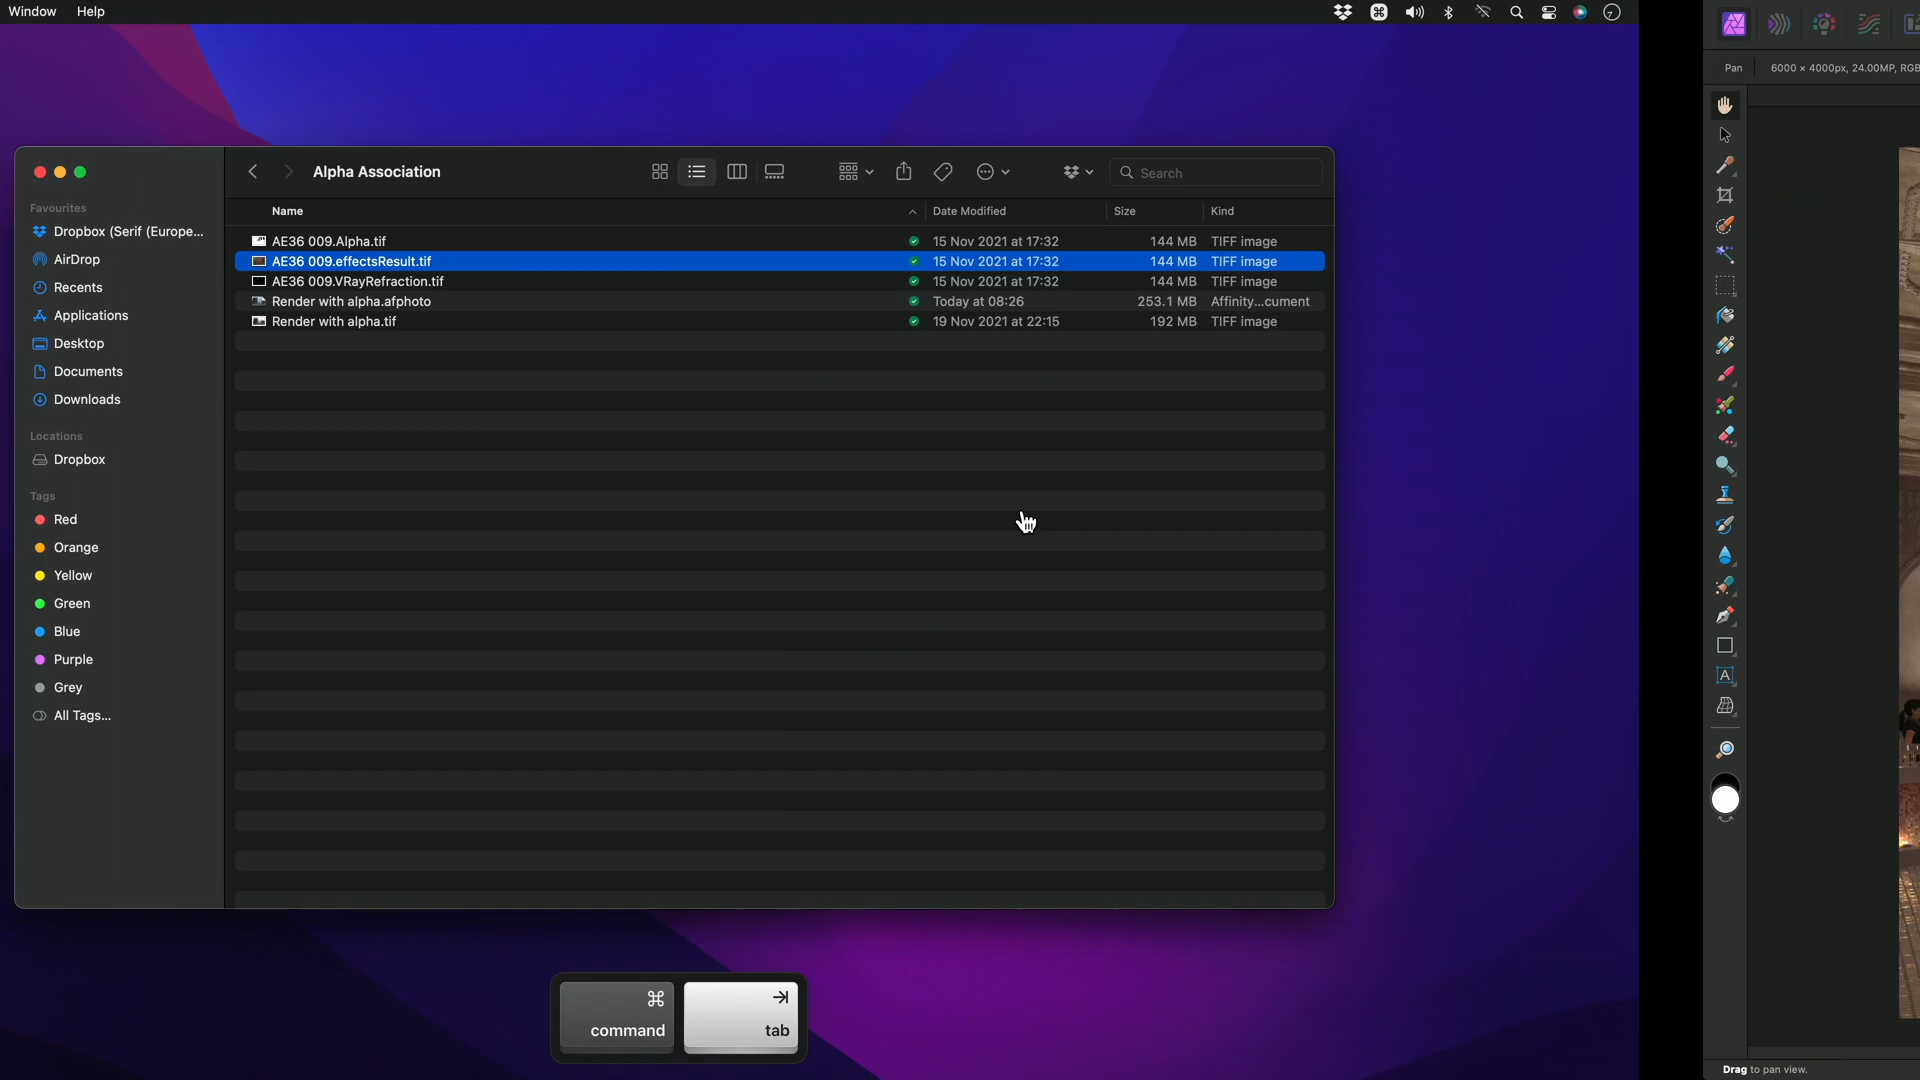 Window Help
Pan 6000 × 4000px, 24.00MP, RGB
Alpha Association
Search
Favourites
Dropbox (Serif (Europe...
AirDrop
Recents
Applications
Desktop
Documents
Downloads
Locations
Dropbox
Tags
Red
Orange
Yellow
Green
Blue
Purple
Grey
All Tags...
Name Date Modified Size Kind
AE36 009.Alpha.tif 15 Nov 2021 at 17:32 144 MB TIFF image
AE36 009.effectsResult.tif 15 Nov 2021 at 17:32 144 MB TIFF image
AE36 009.VRayRefraction.tif 15 Nov 2021 at 17:32 144 MB TIFF image
Render with alpha.afphoto Today at 08:26 253.1 MB Affinity...cument
Render with alpha.tif 19 Nov 2021 at 22:15 192 MB TIFF image
A
⌘ command
tab
Drag to pan view.